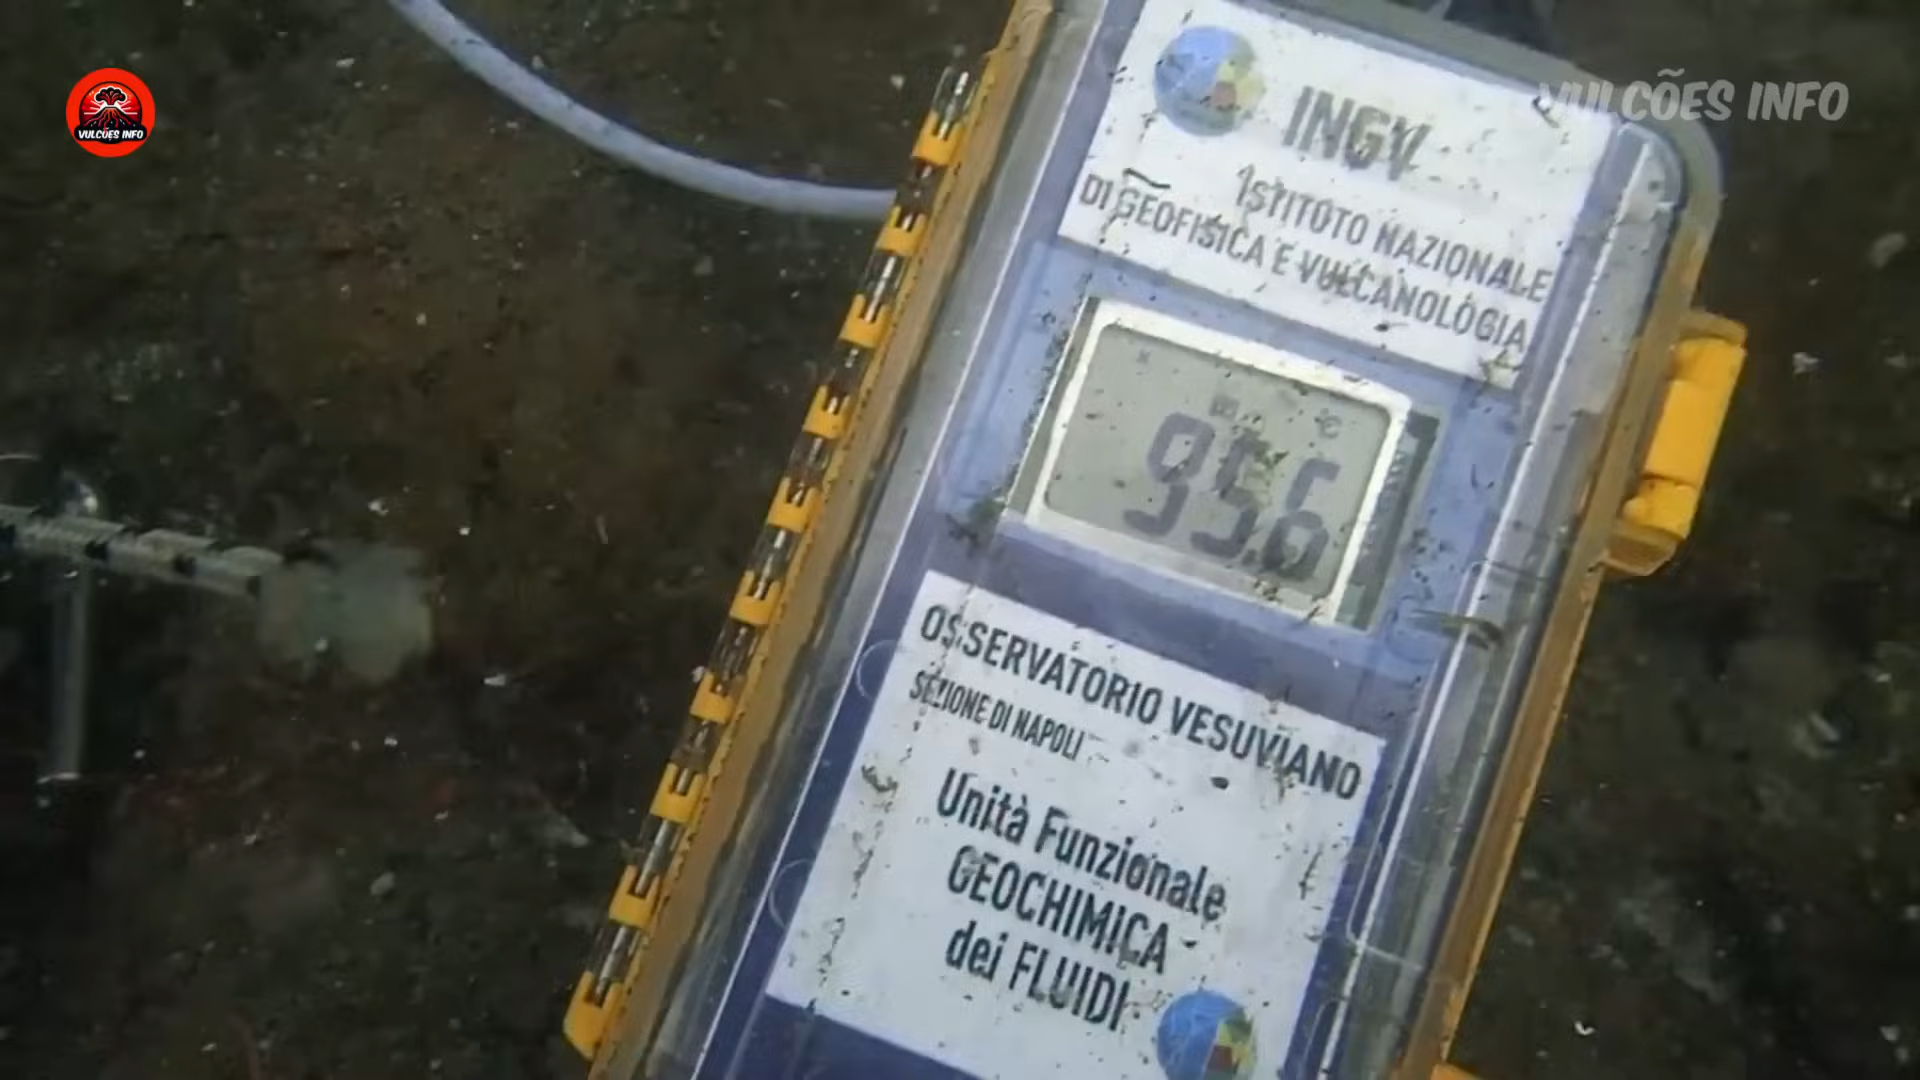 VULCÕES INFO
VULCÕES INFO
INGV
ISTITUTO NAZIONALE
DI GEOFISICA E VULCANOLOGIA
°C
95.6
OSSERVATORIO VESUVIANO
SEZIONE DI NAPOLI
Unità Funzionale
GEOCHIMICA
dei FLUIDI